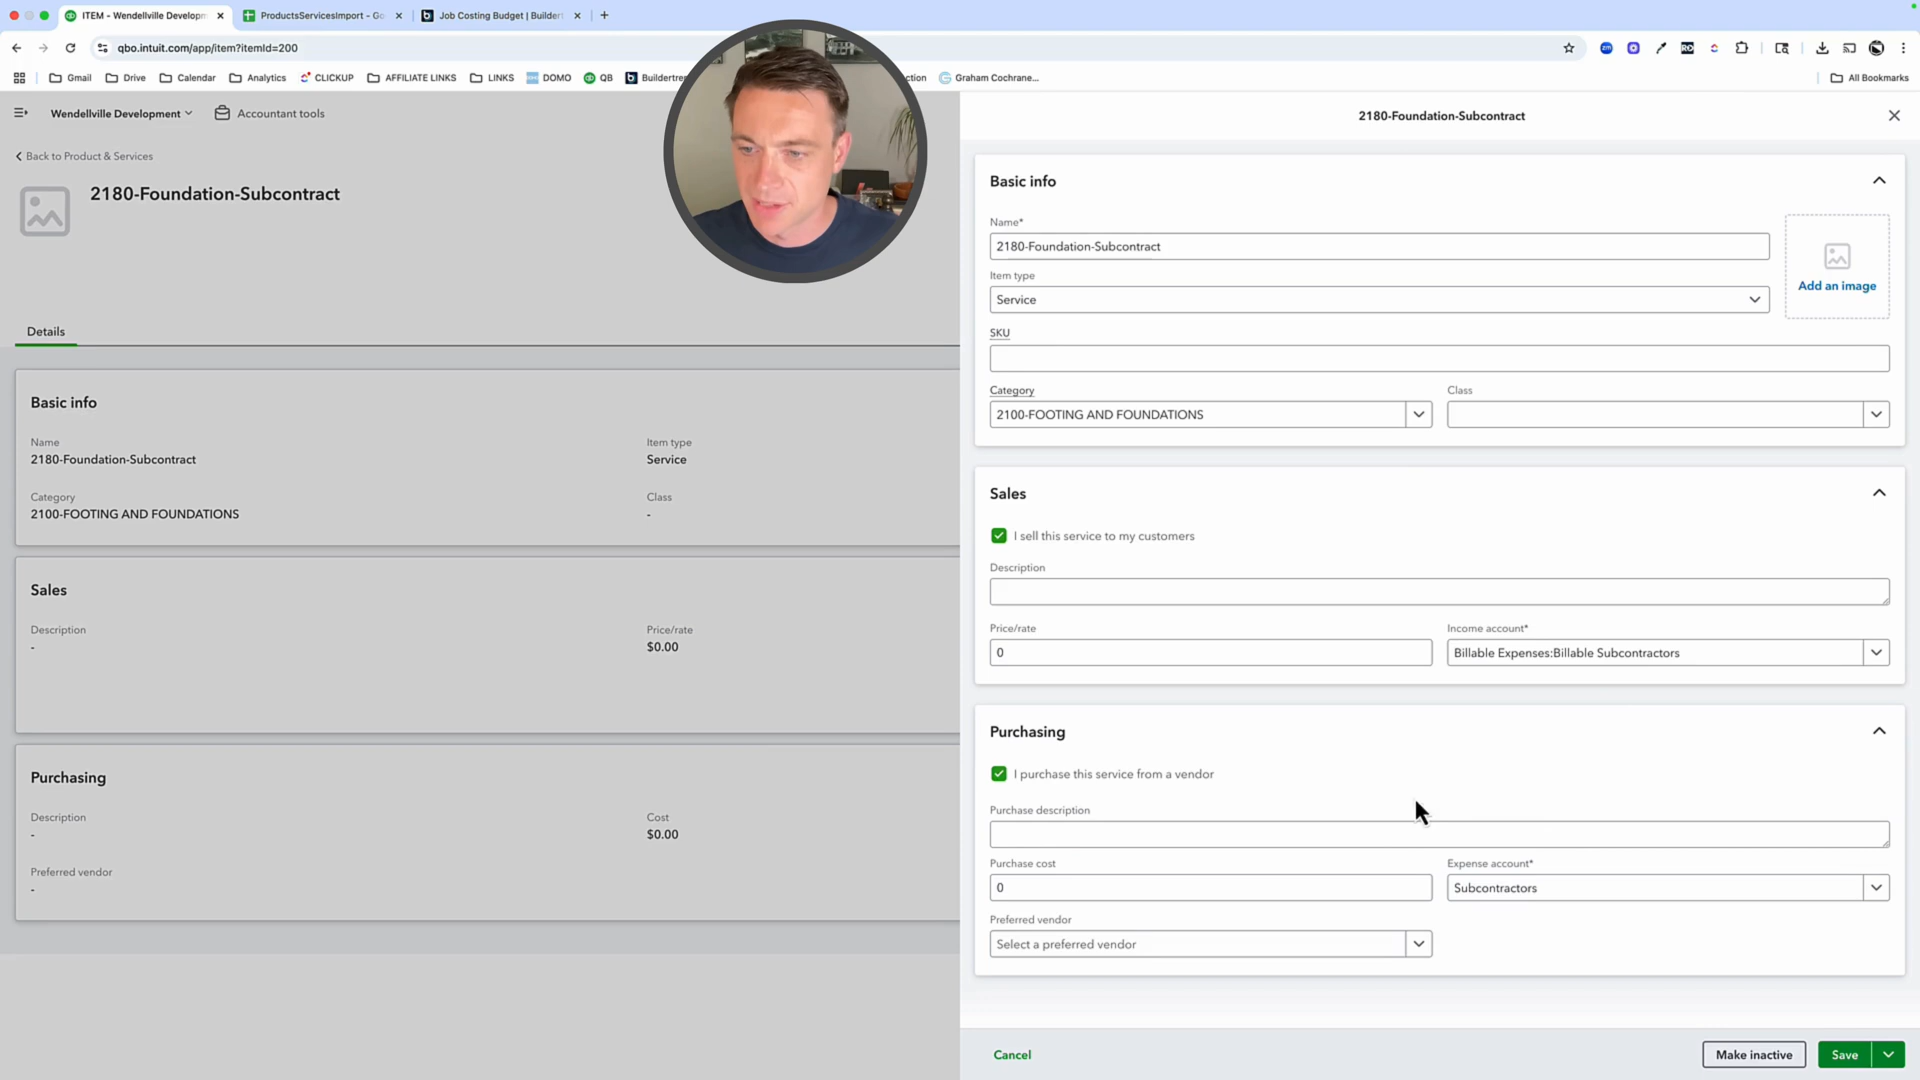 ITEM - Wendellville Developm
ProductsServicesImport - Go
Job Costing Budget | Builder
qbo.intuit.com/app/item?itemId=200
Gmail
Drive
Calendar
Analytics
CLICKUP
AFFILIATE LINKS
LINKS
DOMO
QB
Buildertre
ction
Graham Cochrane...
All Bookmarks
Wendellville Development
Accountant tools
Back to Product & Services
2180-Foundation-Subcontract
Details
Basic info
Name
Item type
2180-Foundation-Subcontract
Service
Category
Class
2100-FOOTING AND FOUNDATIONS
-
Sales
Description
Price/rate
-
$0.00
Purchasing
Description
Cost
-
$0.00
Preferred vendor
-
2180-Foundation-Subcontract
Basic info
Name*
2180-Foundation-Subcontract
Item type
Service
Add an image
SKU
Category
Class
2100-FOOTING AND FOUNDATIONS
Sales
I sell this service to my customers
Description
Price/rate
Income account*
0
Billable Expenses:Billable Subcontractors
Purchasing
I purchase this service from a vendor
Purchase description
Purchase cost
Expense account*
0
Subcontractors
Preferred vendor
Select a preferred vendor
Cancel
Make inactive
Save